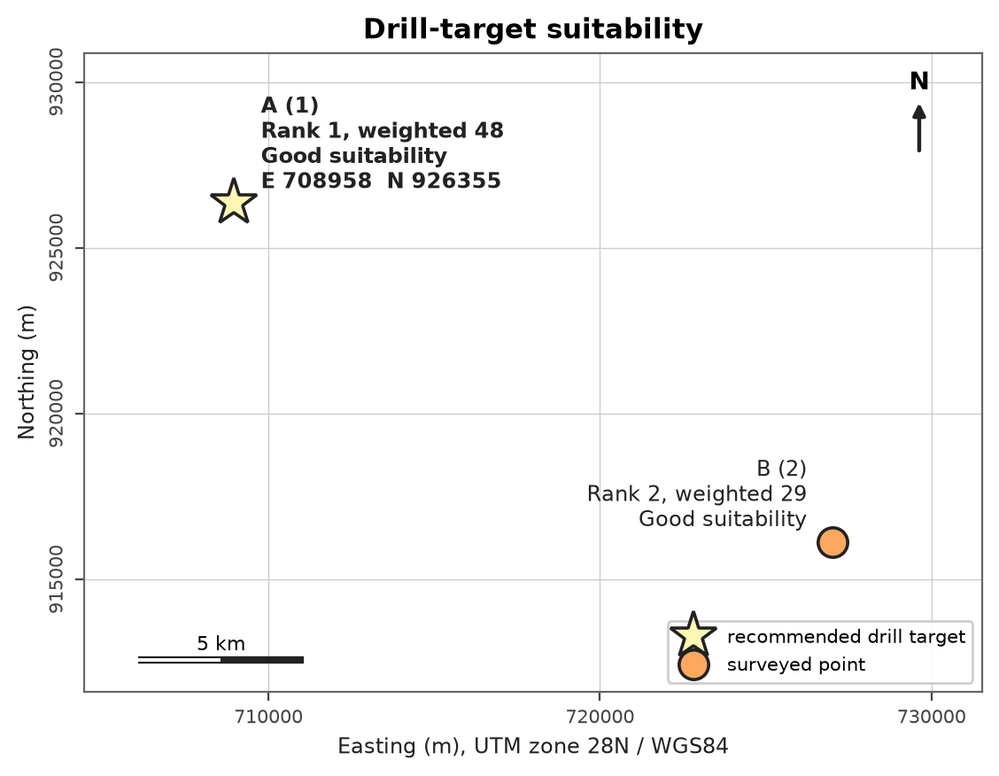 Drill-target suitability
930000
925000
920000
915000
Northing (m)
N
A (1)
Rank 1, weighted 48
Good suitability
E 708958  N 926355
B (2)
Rank 2, weighted 29
Good suitability
5 km
recommended drill target
surveyed point
710000
720000
730000
Easting (m), UTM zone 28N / WGS84